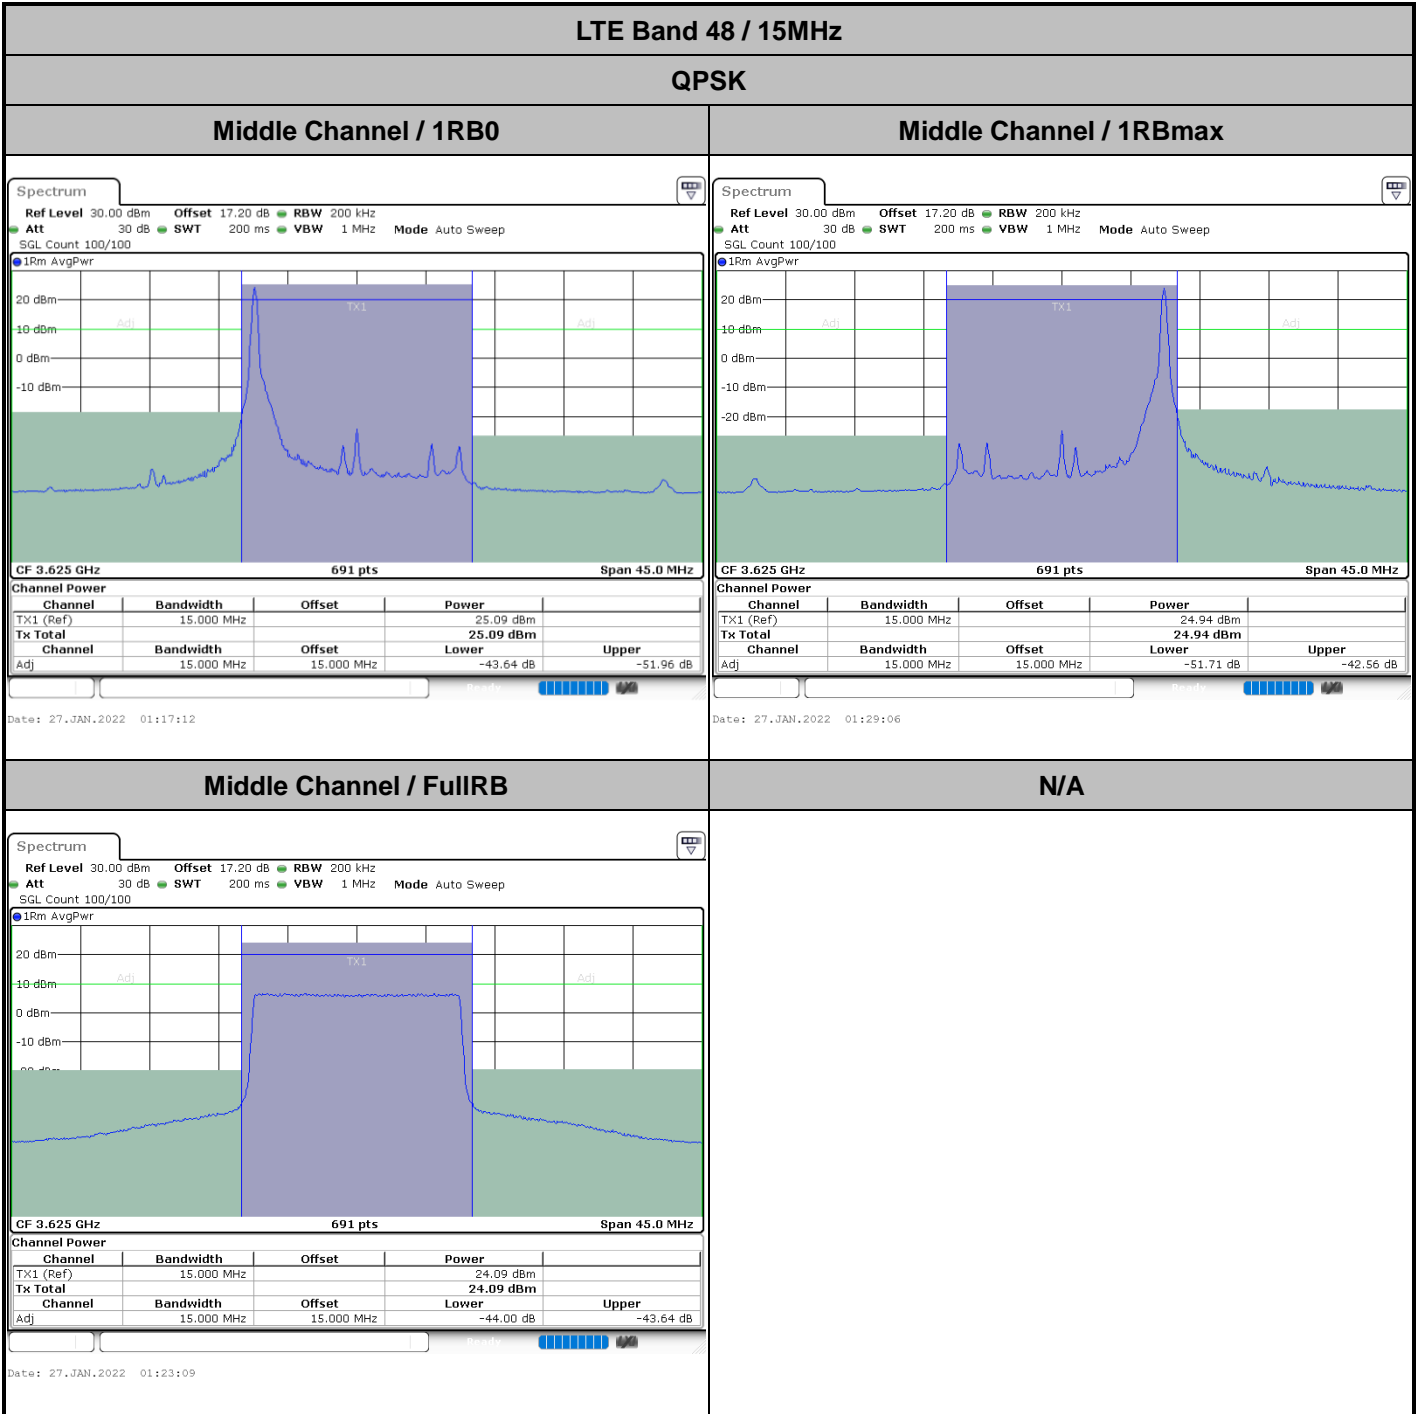 LTE Band 48 / 15MHz
QPSK
Middle Channel / 1RB0
Middle Channel / 1RBmax
Spectrum
Ref Level 30.00 dBm Offset 17.20 dB RBW 200 kHz
Att 30 dB SWT 200 ms VBW 1 MHz Mode Auto Sweep
SGL Count 100/100
1Rm AvgPwr
20 dBm
TX1
Adj
Adj
10 dBm
0 dBm
-10 dBm
CF 3.625 GHz 691 pts Span 45.0 MHz
Channel Power
Channel Bandwidth Offset Power
TX1 (Ref) 15.000 MHz 25.09 dBm
Tx Total 25.09 dBm
Channel Bandwidth Offset Lower Upper
Adj 15.000 MHz 15.000 MHz -43.64 dB -51.96 dB
Ready
Date: 27.JAN.2022 01:17:12
Spectrum
Ref Level 30.00 dBm Offset 17.20 dB RBW 200 kHz
Att 30 dB SWT 200 ms VBW 1 MHz Mode Auto Sweep
SGL Count 100/100
1Rm AvgPwr
20 dBm
TX1
Adj
Adj
10 dBm
0 dBm
-10 dBm
-20 dBm
CF 3.625 GHz 691 pts Span 45.0 MHz
Channel Power
Channel Bandwidth Offset Power
TX1 (Ref) 15.000 MHz 24.94 dBm
Tx Total 24.94 dBm
Channel Bandwidth Offset Lower Upper
Adj 15.000 MHz 15.000 MHz -51.71 dB -42.56 dB
Ready
Date: 27.JAN.2022 01:29:06
Middle Channel / FullRB
N/A
Spectrum
Ref Level 30.00 dBm Offset 17.20 dB RBW 200 kHz
Att 30 dB SWT 200 ms VBW 1 MHz Mode Auto Sweep
SGL Count 100/100
1Rm AvgPwr
20 dBm
TX1
Adj
Adj
10 dBm
0 dBm
-10 dBm
CF 3.625 GHz 691 pts Span 45.0 MHz
Channel Power
Channel Bandwidth Offset Power
TX1 (Ref) 15.000 MHz 24.09 dBm
Tx Total 24.09 dBm
Channel Bandwidth Offset Lower Upper
Adj 15.000 MHz 15.000 MHz -44.00 dB -43.64 dB
Ready
Date: 27.JAN.2022 01:23:09